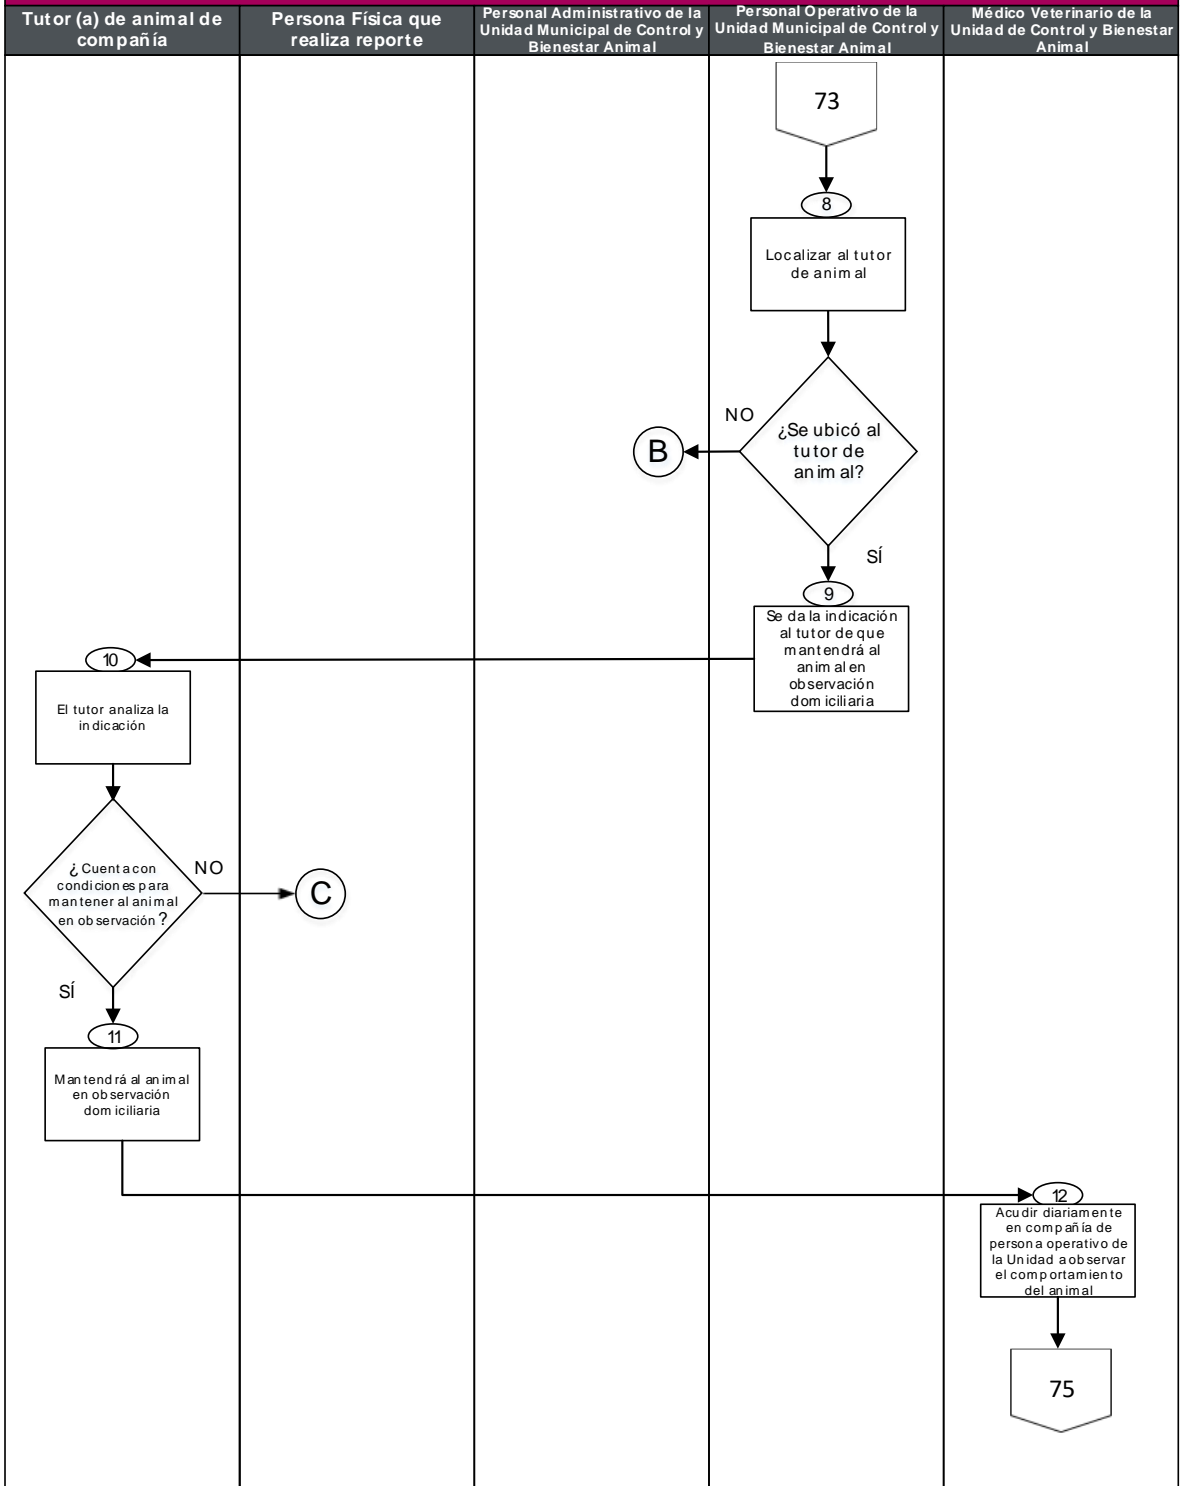 Tutor (a) de animal de
compañía
Persona Física que
realiza reporte
Personal Administrativo de la
Unidad Municipal de Control y
Bienestar Animal
Personal Operativo de la
Unidad Municipal de Control y
Bienestar Animal
Médico Veterinario de la
Unidad de Control y Bienestar
Animal
73
8
Localizar al tutor
de animal
¿Se ubicó al
tutor de
animal?
NO
B
SÍ
9
Se da la indicación
al tutor de que
mantendrá al
animal en
observación
domiciliaria
10
El tutor analiza la
indicación
¿Cuenta con
condiciones para
mantener al animal
en observación?
NO
C
SÍ
11
Mantendrá al animal
en observación
domiciliaria
12
Acudir diariamente
en compañía de
persona operativo de
la Unidad a observar
el comportamiento
del animal
75